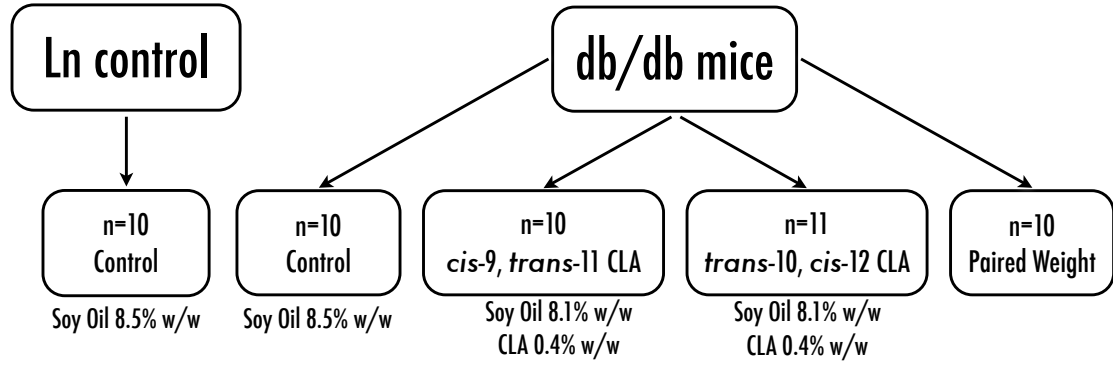 Ln control
db/db mice
n=10
Control
Soy Oil 8.5% w/w
n=10
Control
Soy Oil 8.5% w/w
n=10
cis-9, trans-11 CLA
Soy Oil 8.1% w/w
CLA 0.4% w/w
n=11
trans-10, cis-12 CLA
Soy Oil 8.1% w/w
CLA 0.4% w/w
n=10
Paired Weight